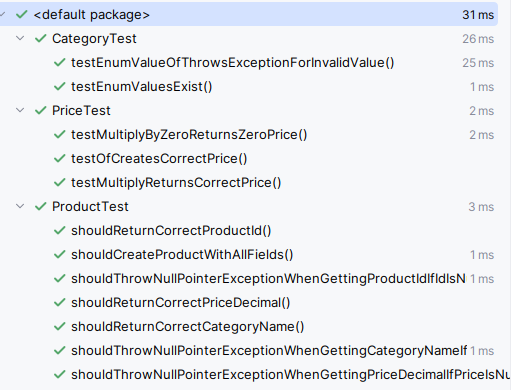 <default package> 31 ms
CategoryTest 26 ms
testEnumValueOfThrowsExceptionForInvalidValue() 25 ms
testEnumValuesExist() 1 ms
PriceTest 2 ms
testMultiplyByZeroReturnsZeroPrice() 2 ms
testOfCreatesCorrectPrice()
testMultiplyReturnsCorrectPrice()
ProductTest 3 ms
shouldReturnCorrectProductId()
shouldCreateProductWithAllFields() 1 ms
shouldThrowNullPointerExceptionWhenGettingProductIdIfIdIsN 1 ms
shouldReturnCorrectPriceDecimal()
shouldReturnCorrectCategoryName()
shouldThrowNullPointerExceptionWhenGettingCategoryNameIf 1 ms
shouldThrowNullPointerExceptionWhenGettingPriceDecimalIfPriceIsNu